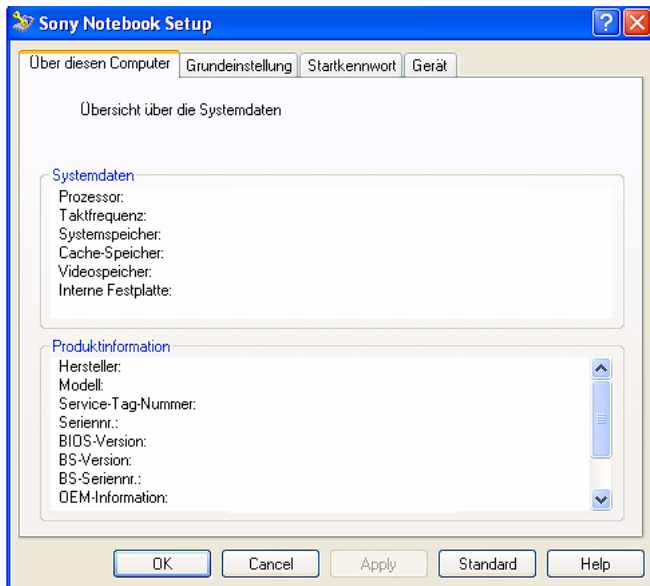 Sony Notebook Setup
Über diesen Computer Grundeinstellung Startkennwort Gerät
Übersicht über die Systemdaten
Systemdaten
Prozessor:
Taktfrequenz:
Systemspeicher:
Cache-Speicher:
Videospeicher:
Interne Festplatte:
Produktinformation
Hersteller:
Modell:
Service-Tag-Nummer:
Seriennr.:
BIOS-Version:
BS-Version:
BS-Seriennr.:
OEM-Information:
OK Cancel Apply Standard Help